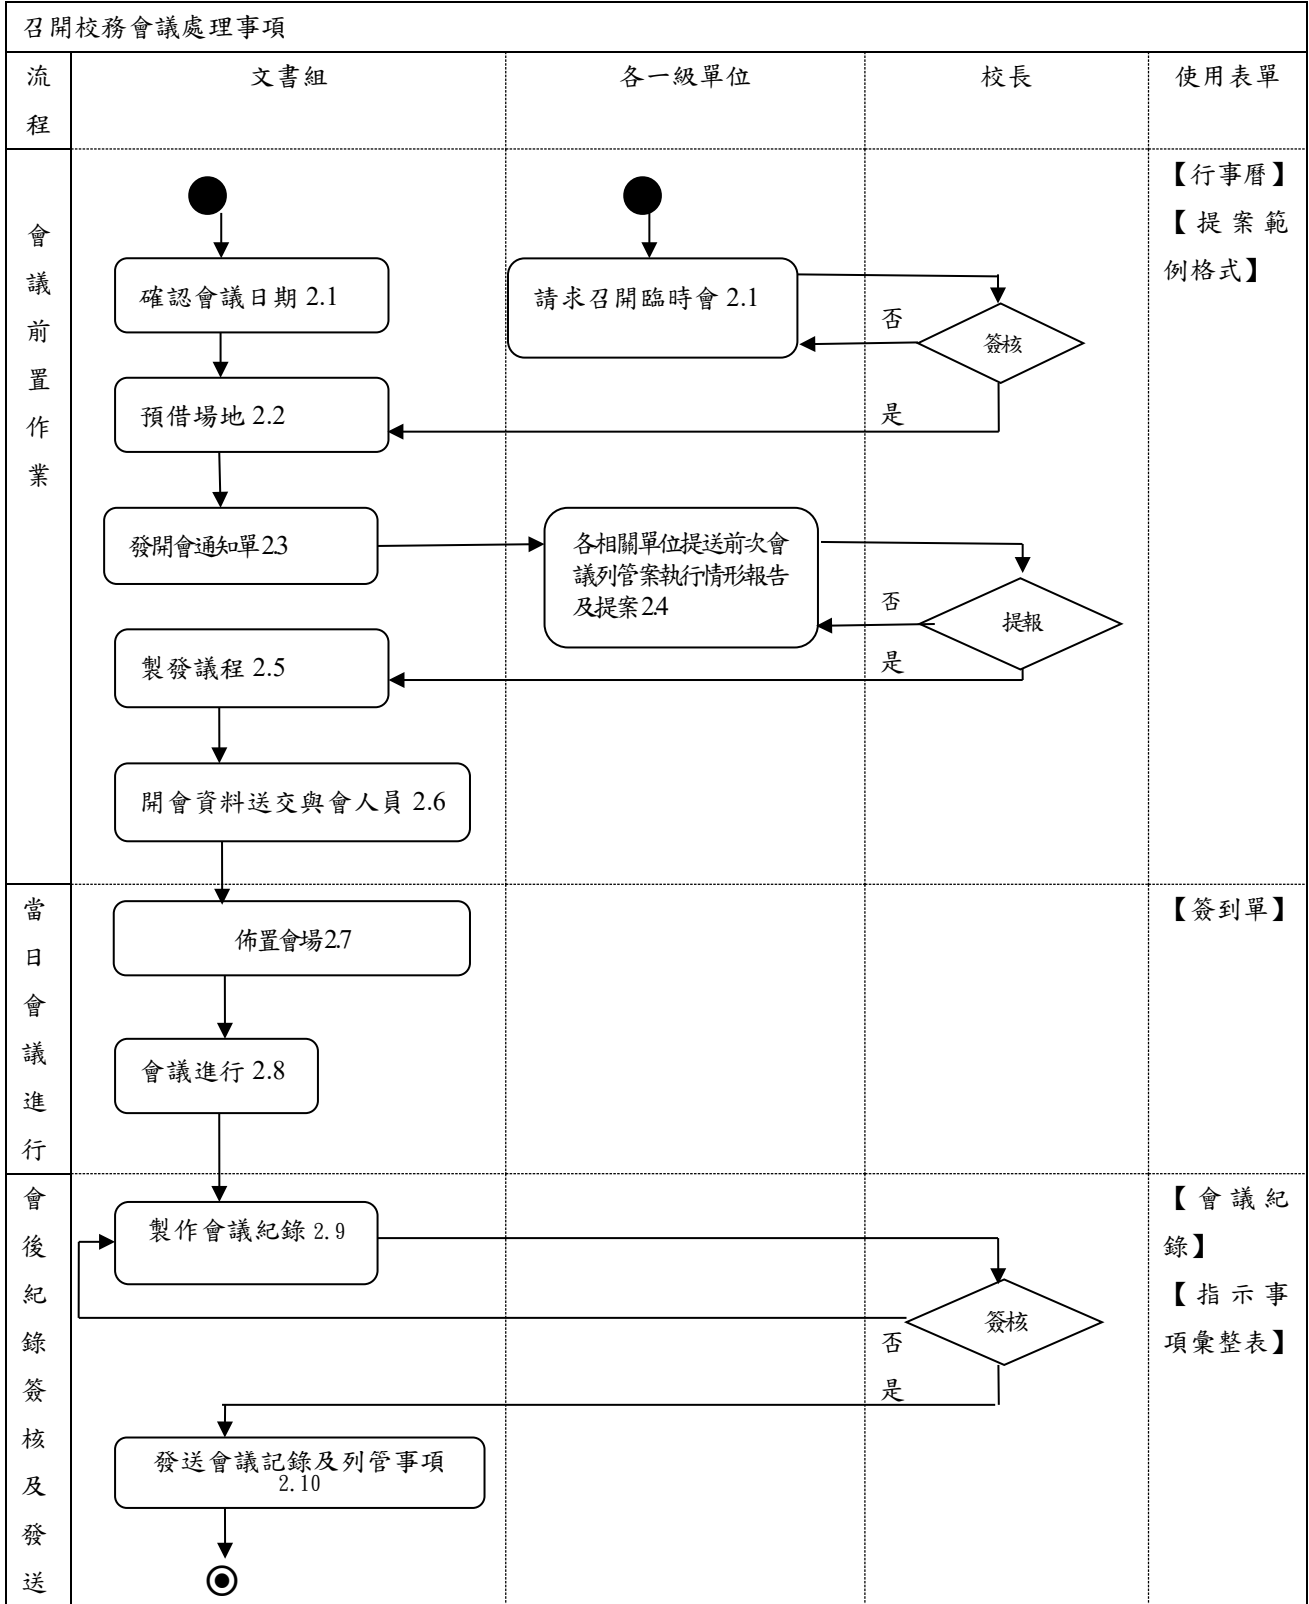 召開校務會議處理事項
流程
文書組
各一級單位
校長
使用表單
會議前置作業
【行事曆】
【提案範
例格式】
確認會議日期 2.1
請求召開臨時會 2.1
否
簽核
預借場地 2.2
是
發開會通知單2.3
各相關單位提送前次會
議列管案執行情形報告
及提案2.4
否
提報
製發議程 2.5
是
開會資料送交與會人員 2.6
當日會議進行
【簽到單】
佈置會場2.7
會議進行 2.8
會後紀錄簽核及發送
【會議紀
錄】
【指示事
項彙整表】
製作會議紀錄 2.9
簽核
否
是
發送會議記錄及列管事項
2.10